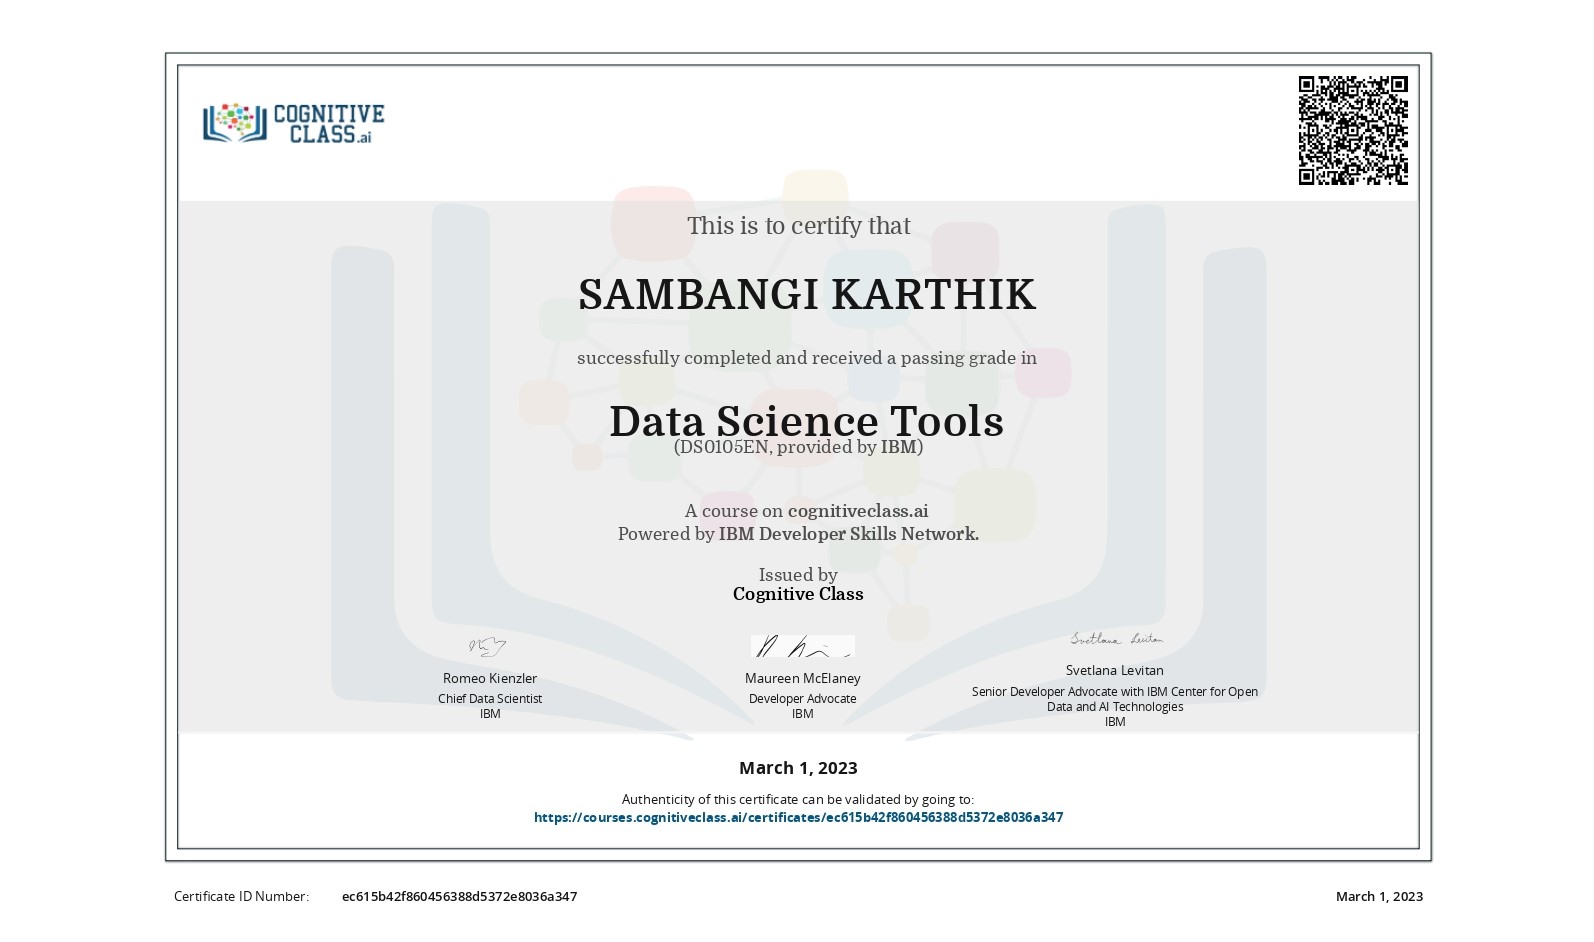 COGNITIVE
CLASS.ai
This is to certify that
SAMBANGI KARTHIK
successfully completed and received a passing grade in
Data Science Tools
(DS0105EN, provided by IBM)
A course on cognitiveclass.ai
Powered by IBM Developer Skills Network.
Issued by
Cognitive Class
Svetlana Levitan
Romeo Kienzler
Chief Data Scientist
IBM
Maureen McElaney
Developer Advocate
IBM
Svetlana Levitan
Senior Developer Advocate with IBM Center for Open
Data and AI Technologies
IBM
March 1, 2023
Authenticity of this certificate can be validated by going to:
https://courses.cognitiveclass.ai/certificates/ec615b42f860456388d5372e8036a347
Certificate ID Number: ec615b42f860456388d5372e8036a347
March 1, 2023